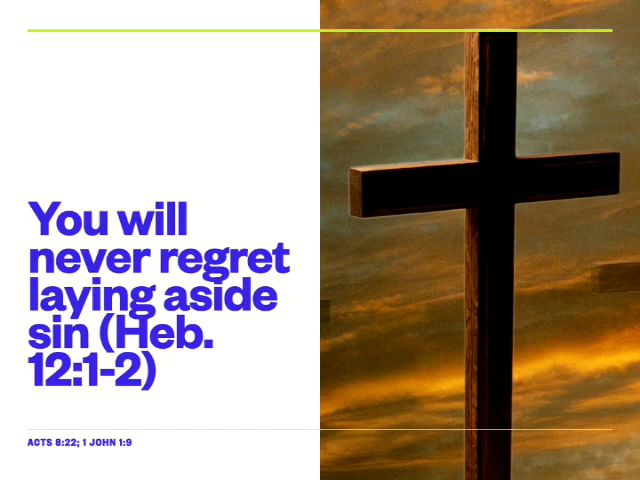 You will
never regret
laying aside
sin (Heb.
12:1-2)
ACTS 8:22; 1 JOHN 1:9